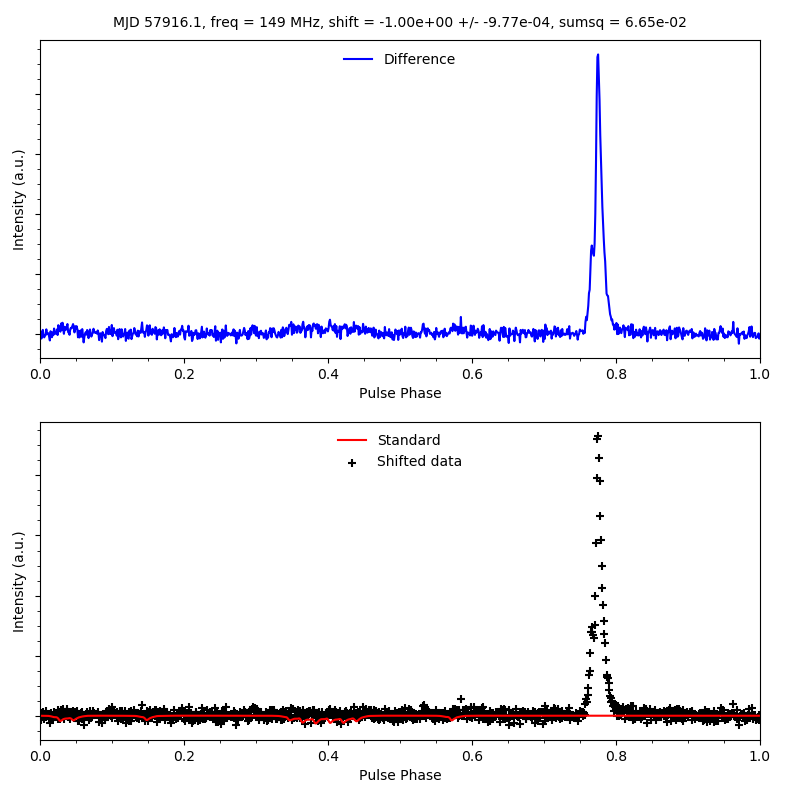 MJD 57916.1, freq = 149 MHz, shift = -1.00e+00 +/- -9.77e-04, sumsq = 6.65e-02
Difference
Intensity (a.u.)
0.0 0.2 0.4 0.6 0.8 1.0
Pulse Phase
Standard
Shifted data
Intensity (a.u.)
0.0 0.2 0.4 0.6 0.8 1.0
Pulse Phase